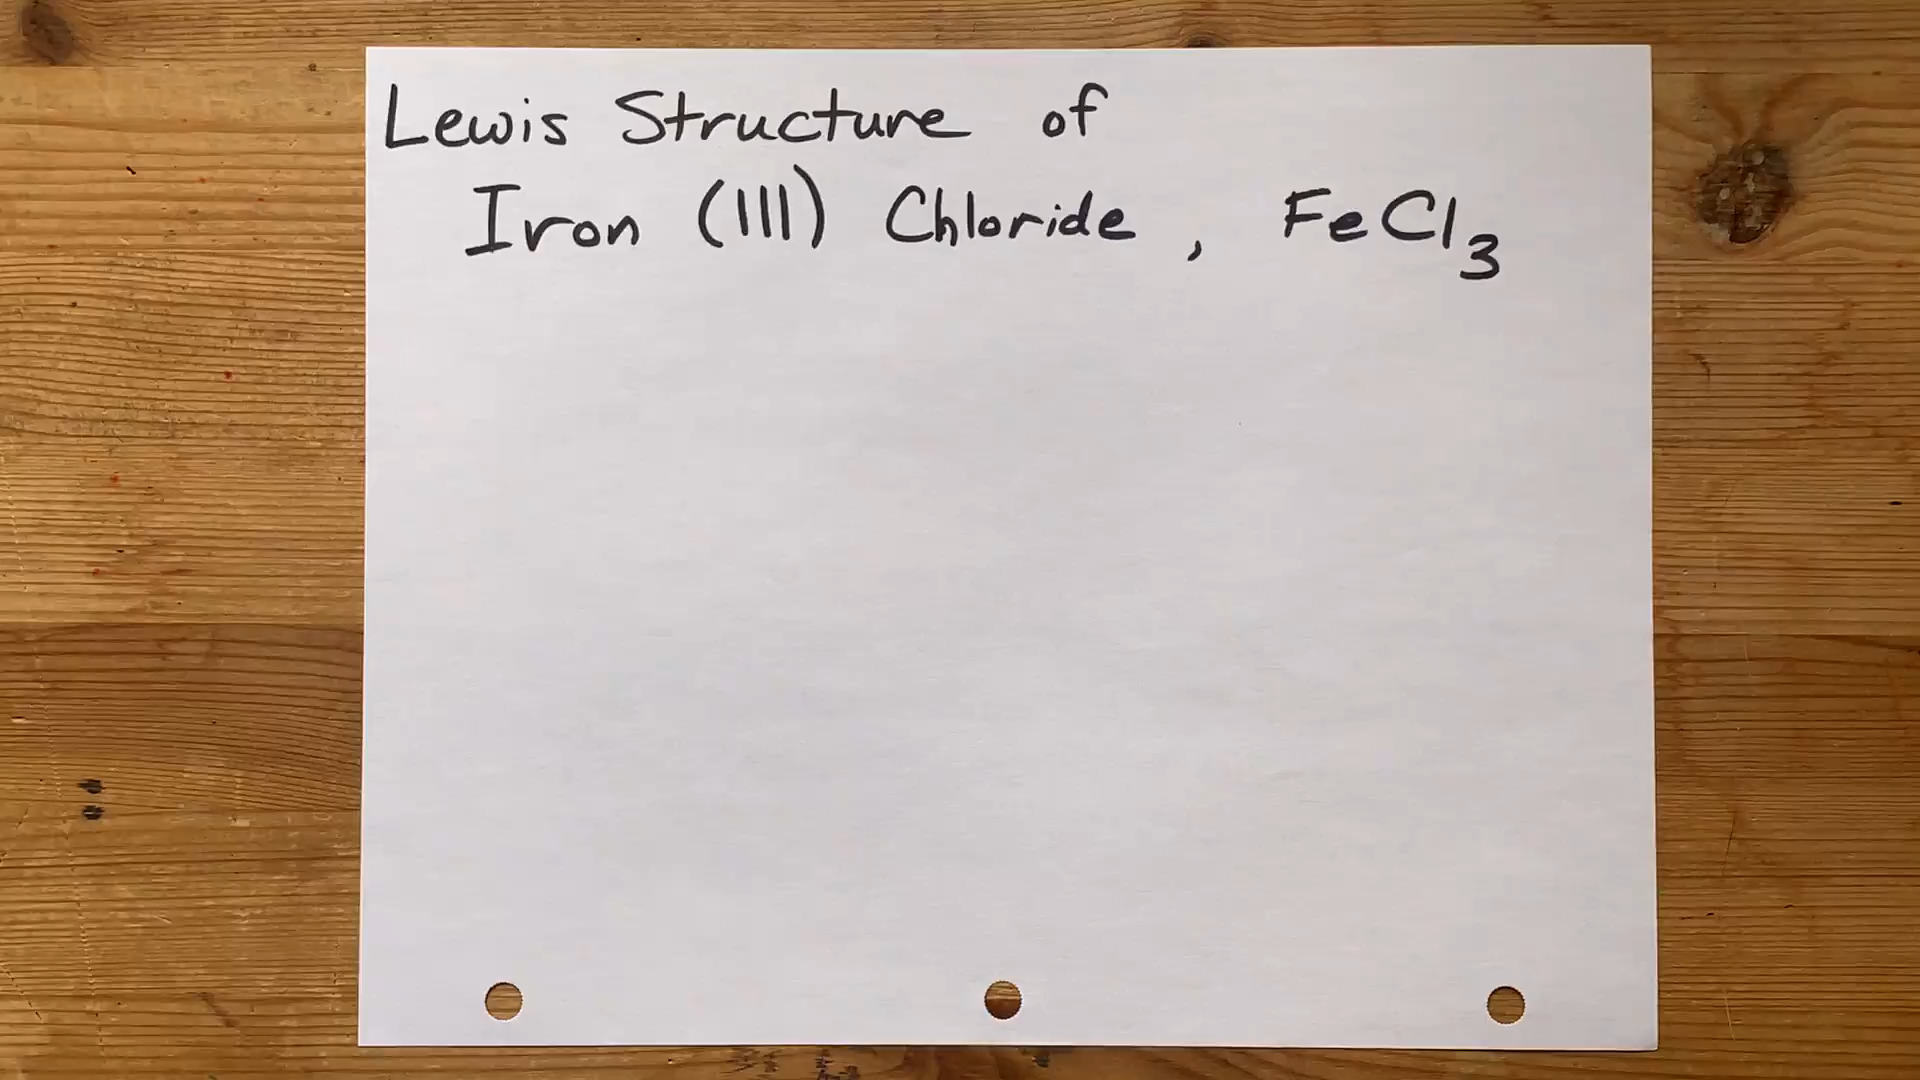 Lewis Structure of
Iron (III) Chloride, FeCl₃